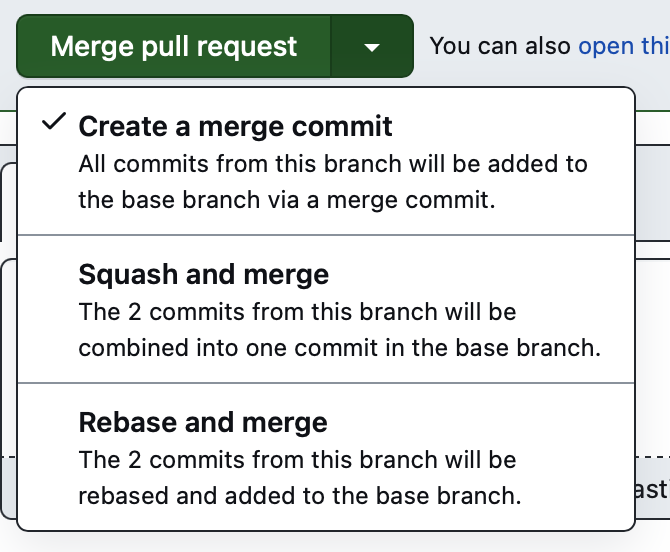 Merge pull request
You can also open thi
Create a merge commit
All commits from this branch will be added to
the base branch via a merge commit.
Squash and merge
The 2 commits from this branch will be
combined into one commit in the base branch.
Rebase and merge
The 2 commits from this branch will be
rebased and added to the base branch.